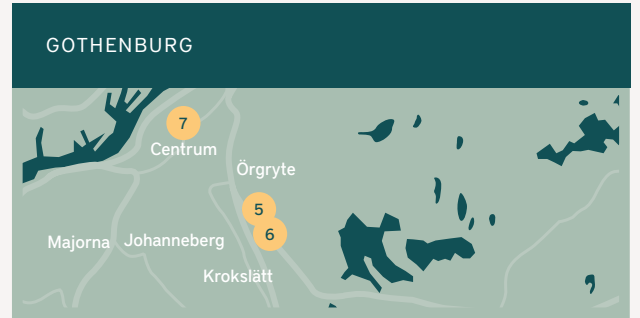 GOTHENBURG
7
Centrum
Örgryte
5
6
Majorna
Johanneberg
Krokslätt